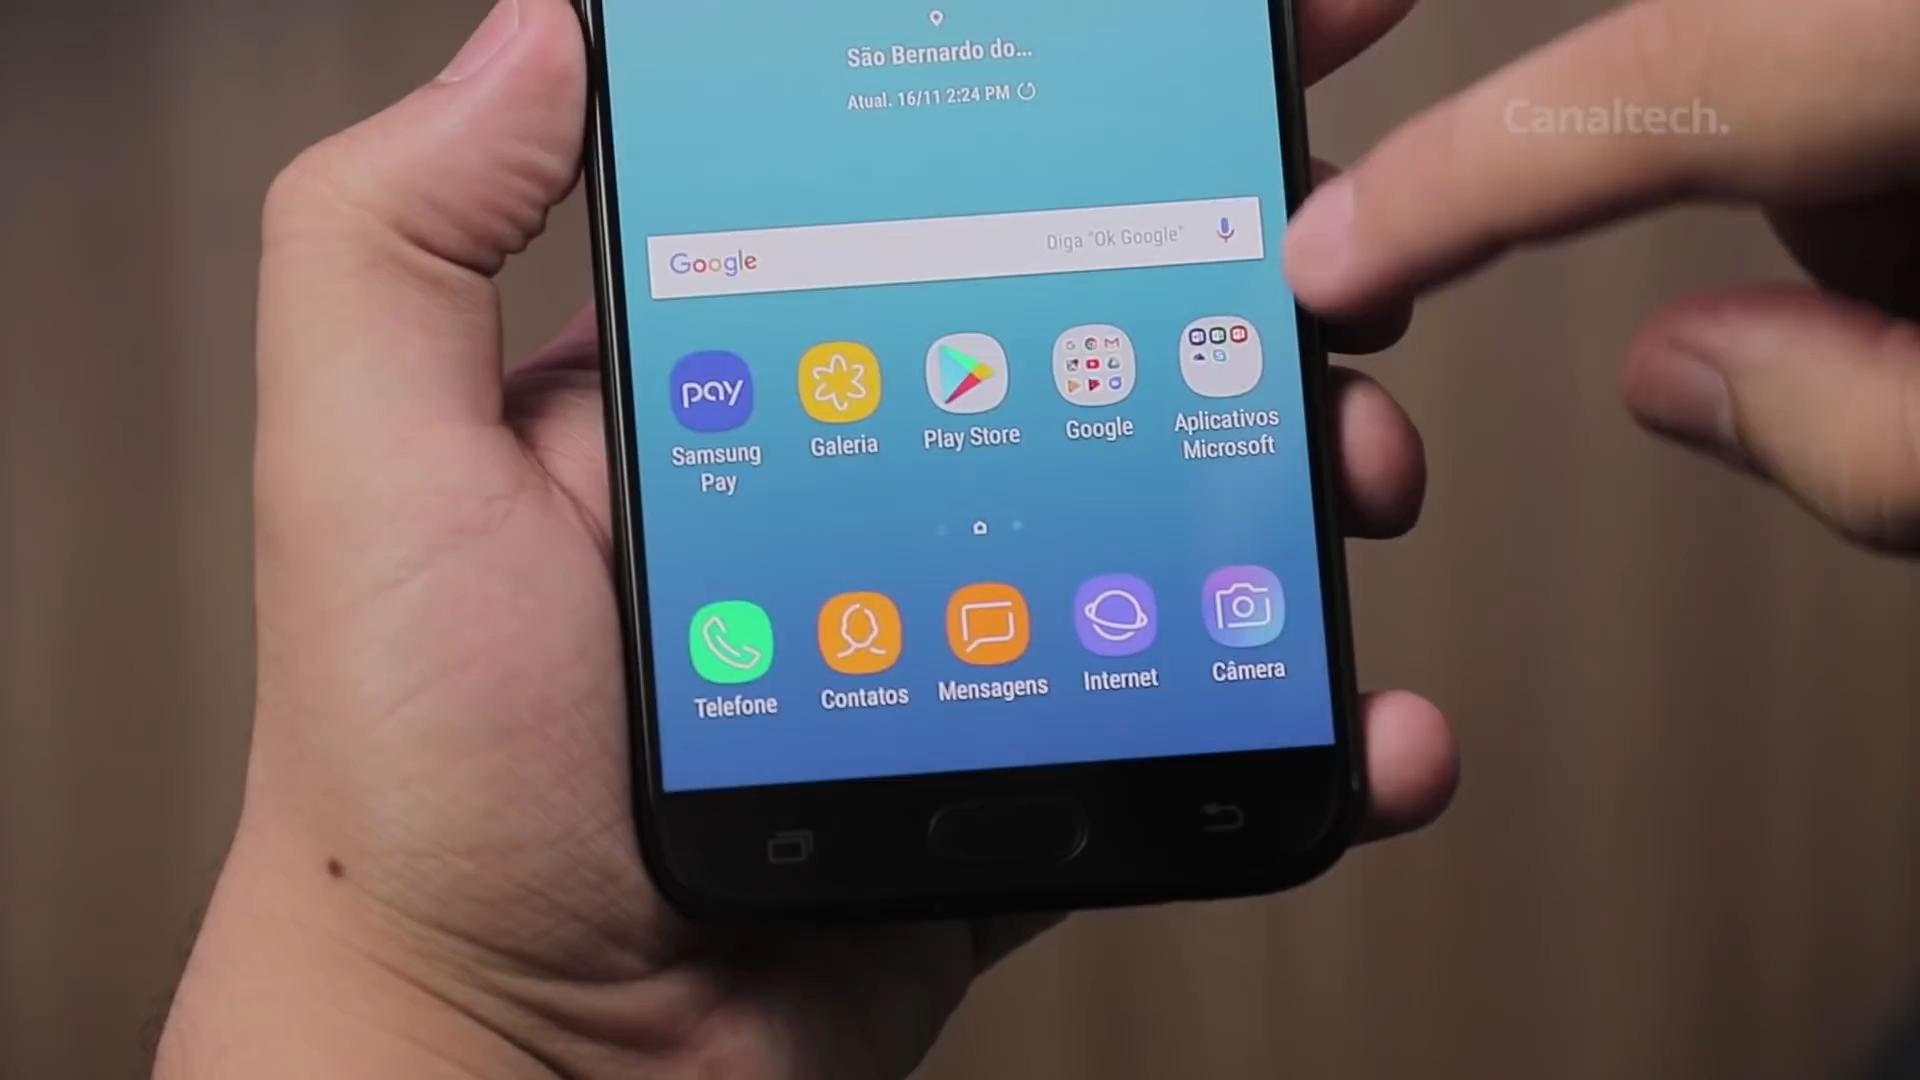 São Bernardo do...
Atual. 16/11 2:24 PM
Canaltech.
Google
Diga "Ok Google"
pay
Samsung
Pay
Galeria
Play Store
Google
Aplicativos
Microsoft
Telefone
Contatos
Mensagens
Internet
Câmera